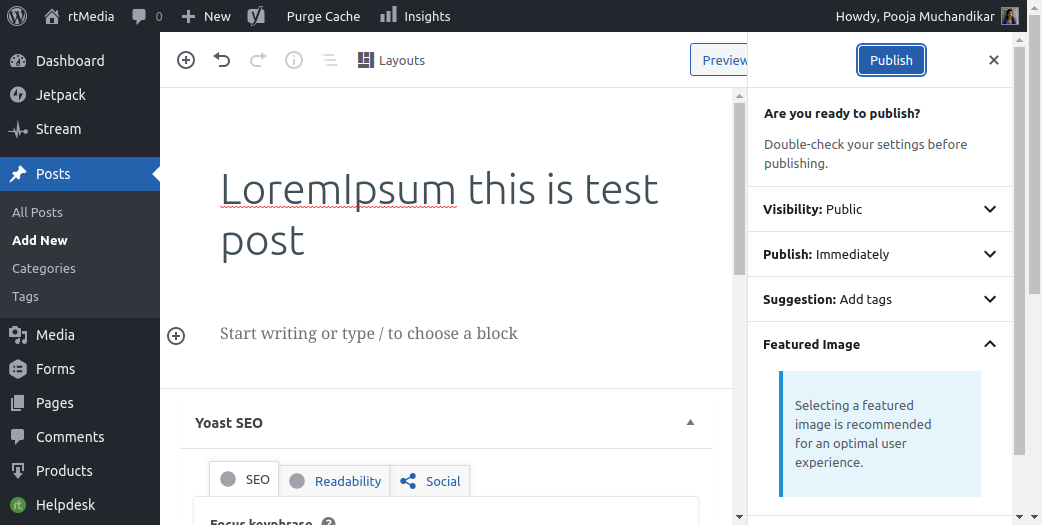 rtMedia 0 New Purge Cache Insights Howdy, Pooja Muchandikar
Dashboard
Jetpack
Stream
Posts
All Posts
Add New
Categories
Tags
Media
Forms
Pages
Comments
Products
rt Helpdesk
Layouts
Preview
LoremIpsum this is test
post
Start writing or type / to choose a block
Yoast SEO
SEO Readability Social
Focus keyphrase ?
Publish
Are you ready to publish?
Double-check your settings before
publishing.
Visibility: Public
Publish: Immediately
Suggestion: Add tags
Featured Image
Selecting a featured
image is recommended
for an optimal user
experience.